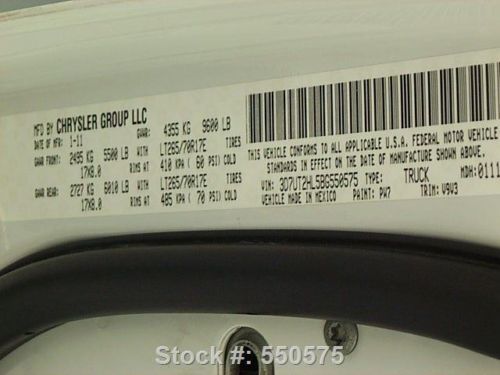 MFD BY CHRYSLER GROUP LLC
DATE OF MFR: 1-11 GVWR: 4355 KG 9600 LB
GAWR FRONT 2495 KG 5500 LB WITH LT265/70R17E TIRES
17X8.0 RIMS AT 410 KPA ( 60 PSI) COLD
GAWR REAR 2727 KG 6010 LB WITH LT265/70R17E TIRES
17X8.0 RIMS AT 485 KPA ( 70 PSI) COLD
THIS VEHICLE CONFORMS TO ALL APPLICABLE U.S.A. FEDERAL MOTOR VEHICLE
SAFETY STANDARDS IN EFFECT ON THE DATE OF MANUFACTURE SHOWN ABOVE
VIN: 3D7UT2HL5BG550575 TYPE: TRUCK
VEHICLE MADE IN MEXICO PAINT: PW7 TRIM: V9V3 MDH:0111
Stock #: 550575